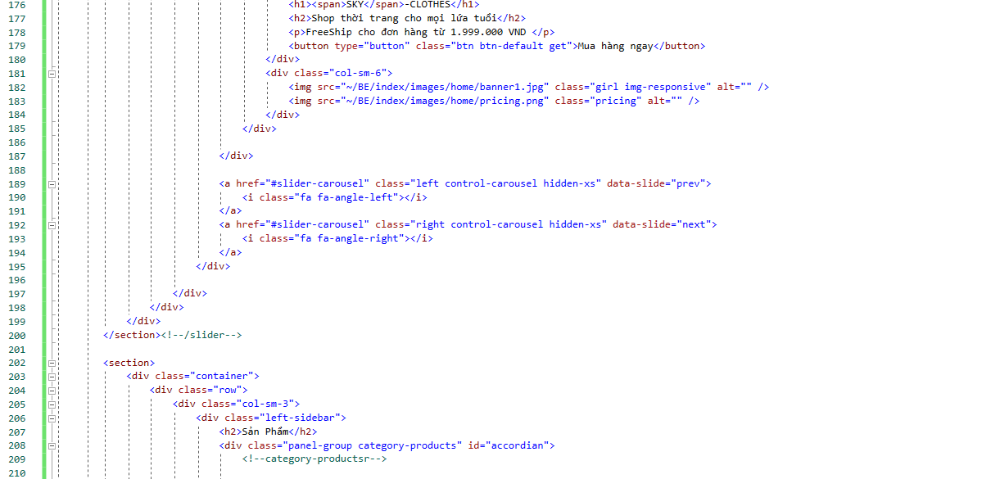 176 <h1><span>SKY</span>-CLOTHES</h1>
177 <h2>Shop thời trang cho mọi lứa tuổi</h2>
178 <p>FreeShip cho đơn hàng từ 1.999.000 VND </p>
179 <button type="button" class="btn btn-default get">Mua hàng ngay</button>
180 </div>
181 <div class="col-sm-6">
182 <img src="~/BE/index/images/home/banner1.jpg" class="girl img-responsive" alt="" />
183 <img src="~/BE/index/images/home/pricing.png" class="pricing" alt="" />
184 </div>
185 </div>
186
187 </div>
188
189 <a href="#slider-carousel" class="left control-carousel hidden-xs" data-slide="prev">
190 <i class="fa fa-angle-left"></i>
191 </a>
192 <a href="#slider-carousel" class="right control-carousel hidden-xs" data-slide="next">
193 <i class="fa fa-angle-right"></i>
194 </a>
195 </div>
196
197 </div>
198 </div>
199 </div>
200 </section><!--/slider-->
201
202 <section>
203 <div class="container">
204 <div class="row">
205 <div class="col-sm-3">
206 <div class="left-sidebar">
207 <h2>Sản Phẩm</h2>
208 <div class="panel-group category-products" id="accordian">
209 <!--category-productsr-->
210